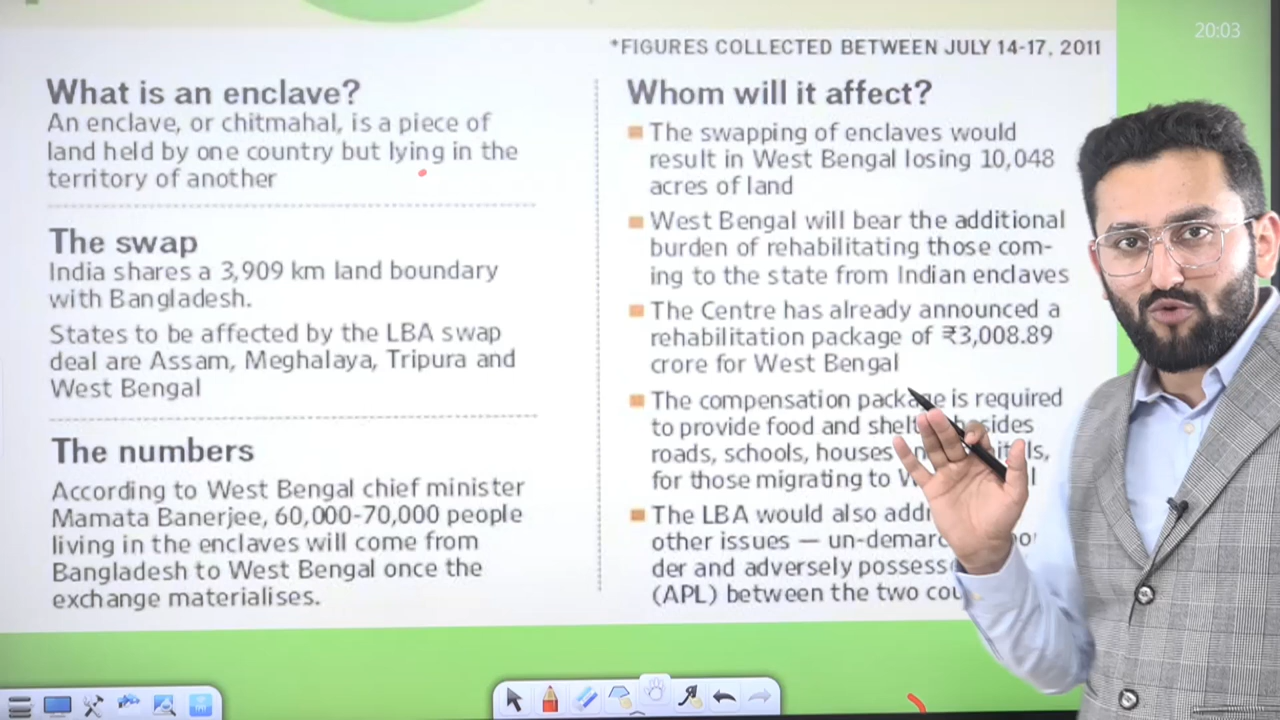 20:03
*FIGURES COLLECTED BETWEEN JULY 14-17, 2011
What is an enclave?
An enclave, or chitmahal, is a piece of
land held by one country but lying in the
territory of another
The swap
India shares a 3,909 km land boundary
with Bangladesh.
States to be affected by the LBA swap
deal are Assam, Meghalaya, Tripura and
West Bengal
The numbers
According to West Bengal chief minister
Mamata Banerjee, 60,000-70,000 people
living in the enclaves will come from
Bangladesh to West Bengal once the
exchange materialises.
Whom will it affect?
The swapping of enclaves would
result in West Bengal losing 10,048
acres of land
West Bengal will bear the additional
burden of rehabilitating those com-
ing to the state from Indian enclaves
The Centre has already announced a
rehabilitation package of ₹3,008.89
crore for West Bengal
The compensation package is required
to provide food and
roads, schools, houses
for those migrating to
The LBA would also
other issues —
der and adversely
(APL) between the two